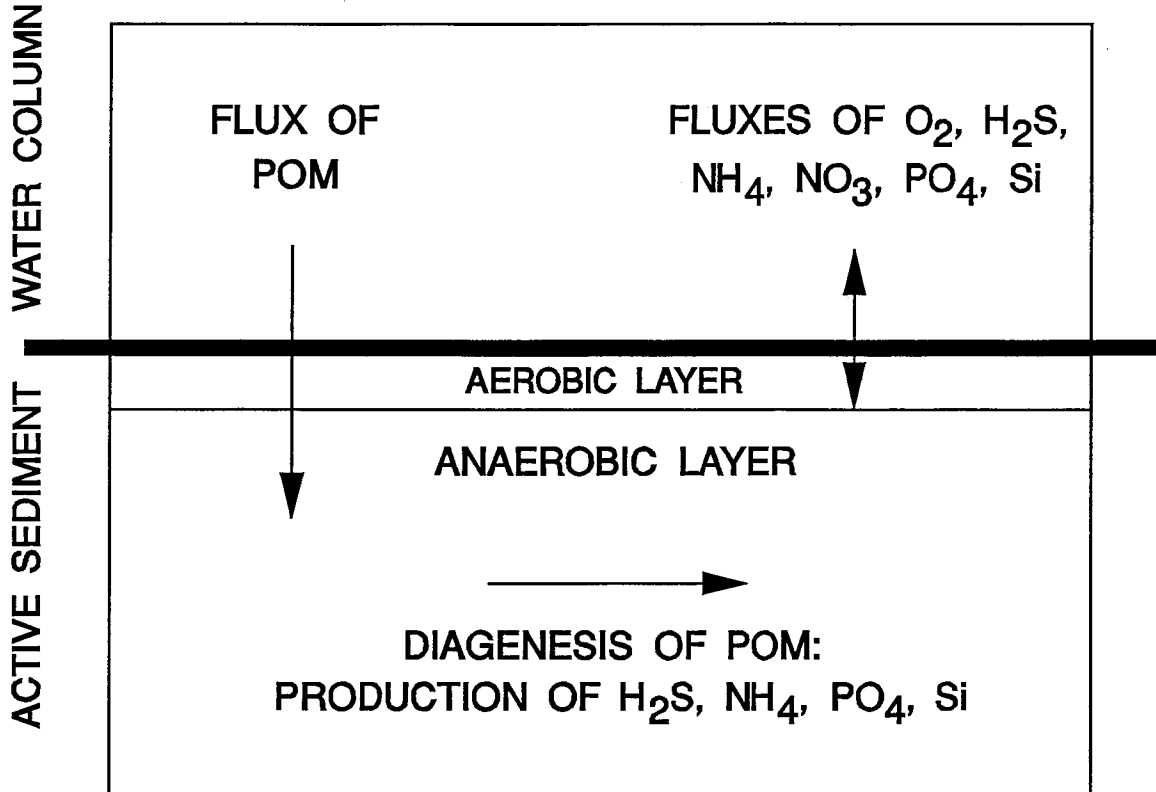 WATER COLUMN
FLUX OF
POM
FLUXES OF O₂, H₂S,
NH₄, NO₃, PO₄, Si
ACTIVE SEDIMENT
AEROBIC LAYER
ANAEROBIC LAYER
DIAGENESIS OF POM:
PRODUCTION OF H₂S, NH₄, PO₄, Si